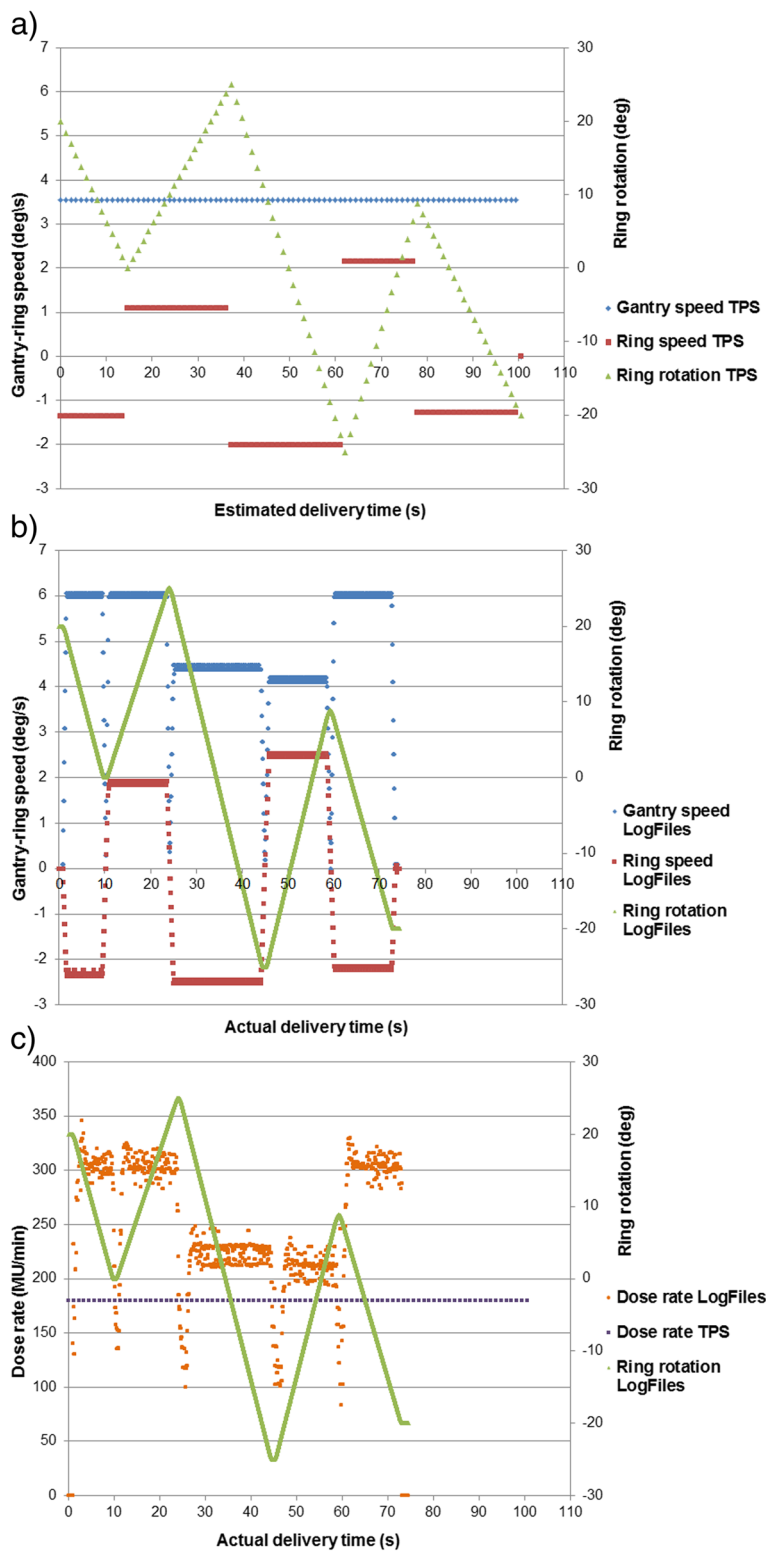 a)
7
6
5
4
3
2
1
0
-1
-2
-3
Gantry-ring speed (deg\s)
0 10 20 30 40 50 60 70 80 90 100 110
Estimated delivery time (s)
30
20
10
0
-10
-20
-30
Ring rotation (deg)
Gantry speed TPS
Ring speed TPS
Ring rotation TPS
b)
7
6
5
4
3
2
1
0
-1
-2
-3
Gantry-ring speed (deg/s)
0 10 20 30 40 50 60 70 80 90 100 110
Actual delivery time (s)
30
20
10
0
-10
-20
-30
Ring rotation (deg)
Gantry speed
LogFiles
Ring speed
LogFiles
Ring rotation
LogFiles
c)
400
350
300
250
200
150
100
50
0
Dose rate (MU/min)
0 10 20 30 40 50 60 70 80 90 100 110
Actual delivery time (s)
30
20
10
0
-10
-20
-30
Ring rotation (deg)
Dose rate LogFiles
Dose rate TPS
Ring rotation
LogFiles